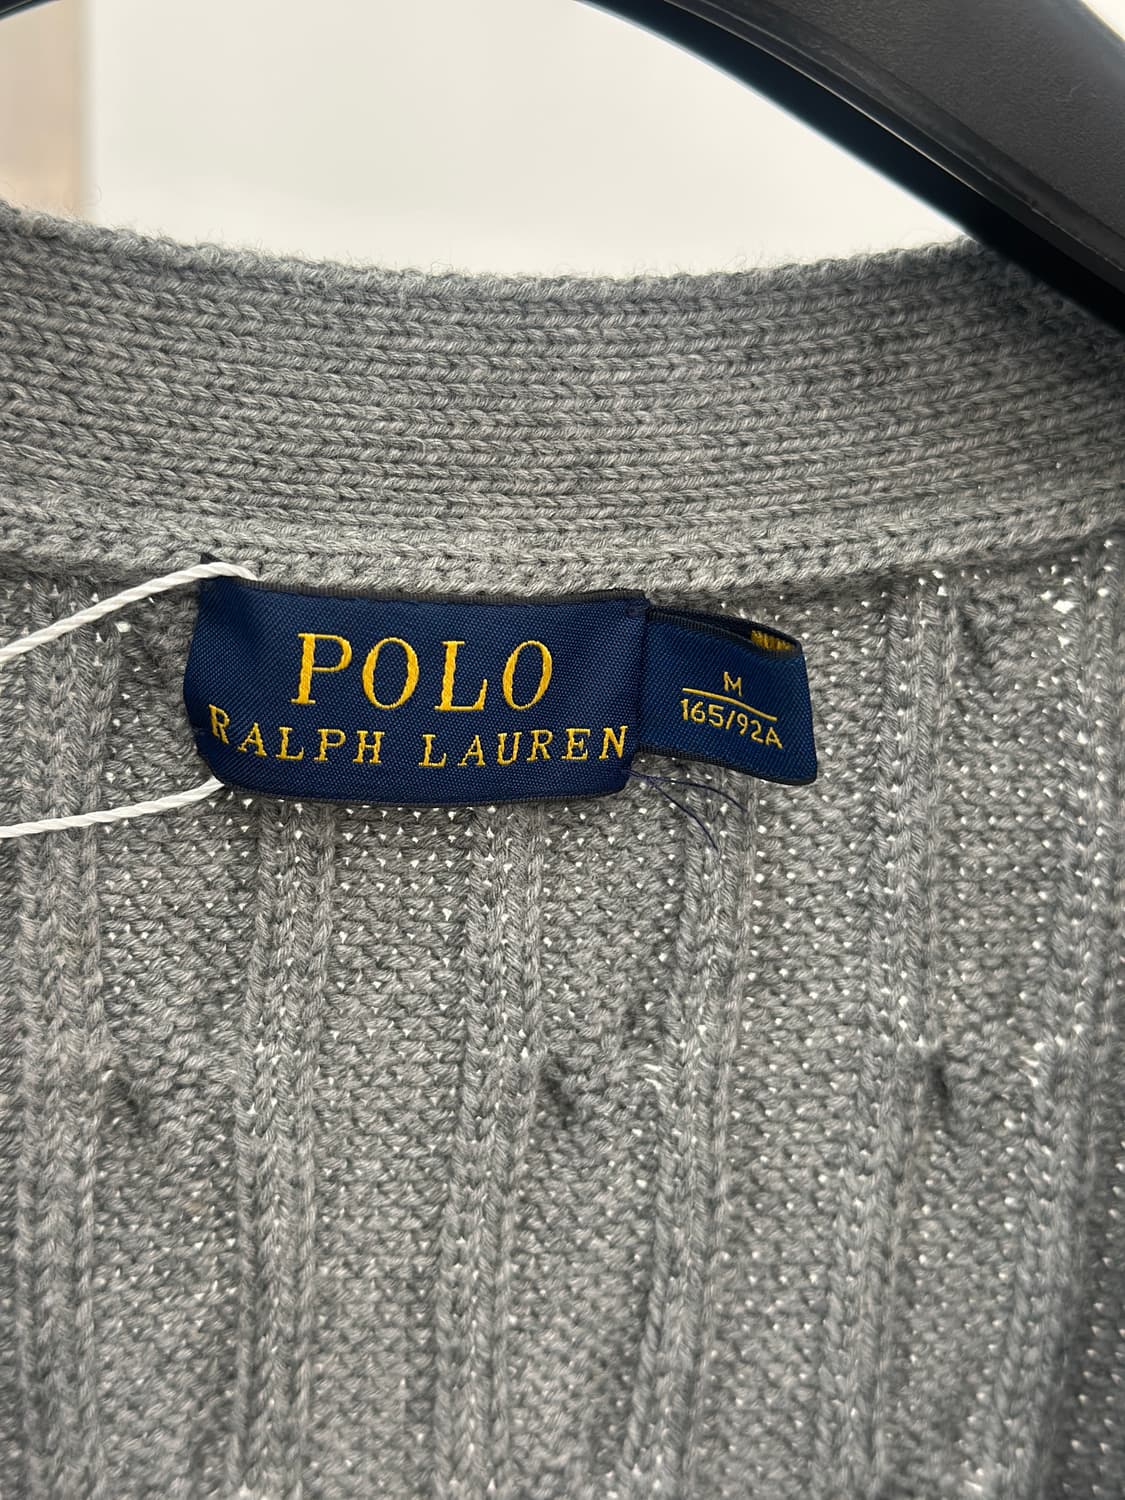 POLO
RALPH LAUREN
M
165/92A